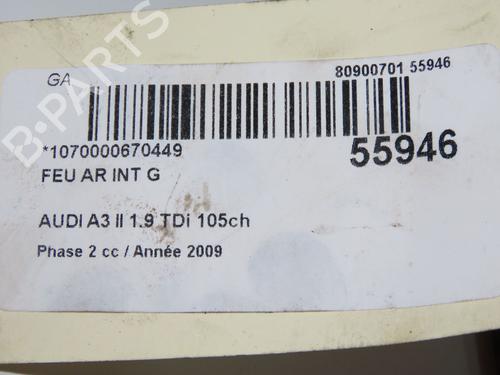 GA
80900701 55946
*1070000670449
55946
FEU AR INT G
AUDI A3 II 1.9 TDi 105ch
Phase 2 cc / Année 2009
B-PARTS